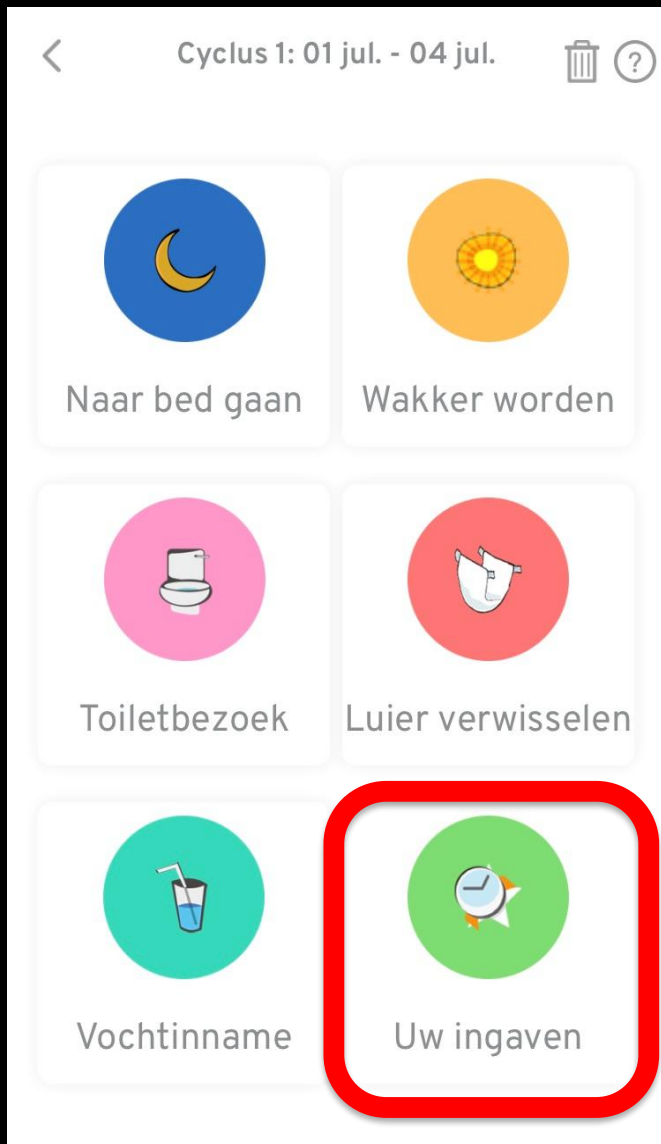 Cyclus 1: 01 jul. - 04 jul.
?
Naar bed gaan
Wakker worden
Toiletbezoek
Luier verwisselen
Vochtinname
Uw ingaven